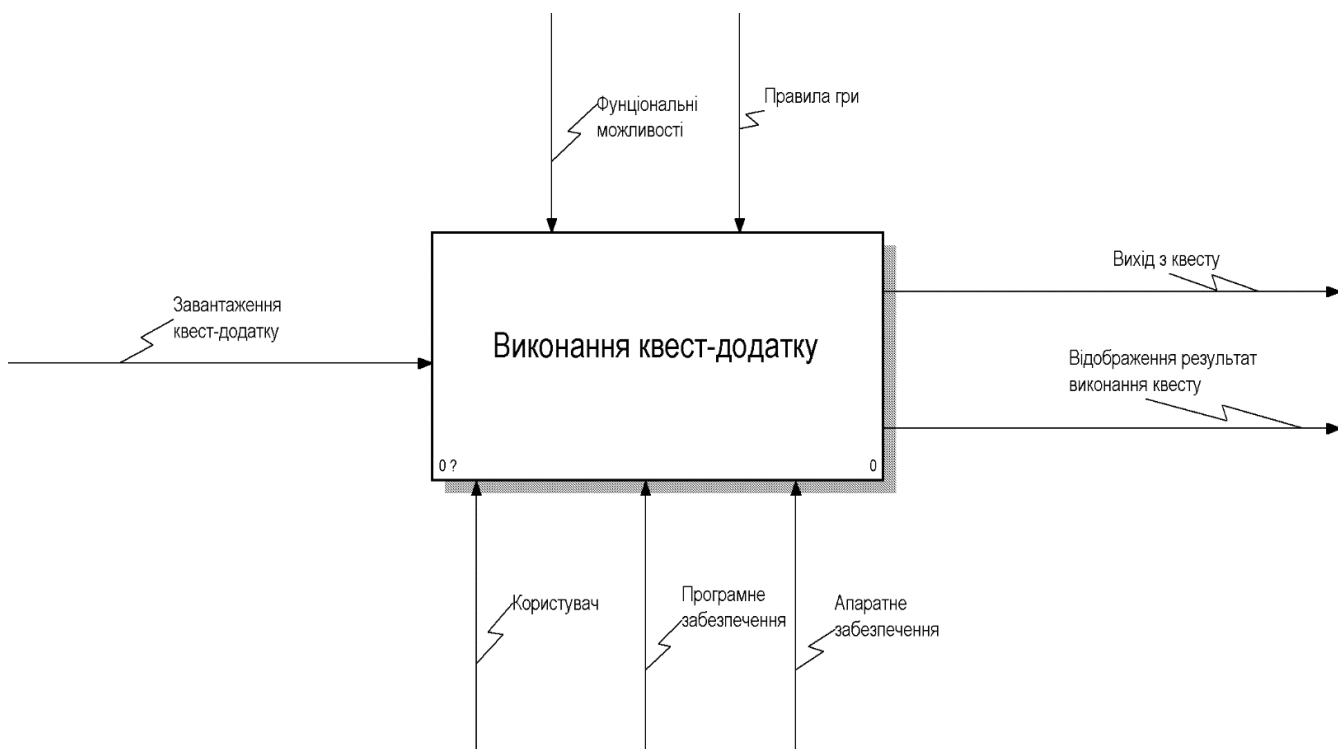 Фунціональні
можливості
Правила гри
Вихід з квесту
Завантаження
квест-додатку
Виконання квест-додатку
Відображення результат
виконання квесту
0 ?
0
Користувач
Програмне
забезпечення
Апаратне
забезпечення